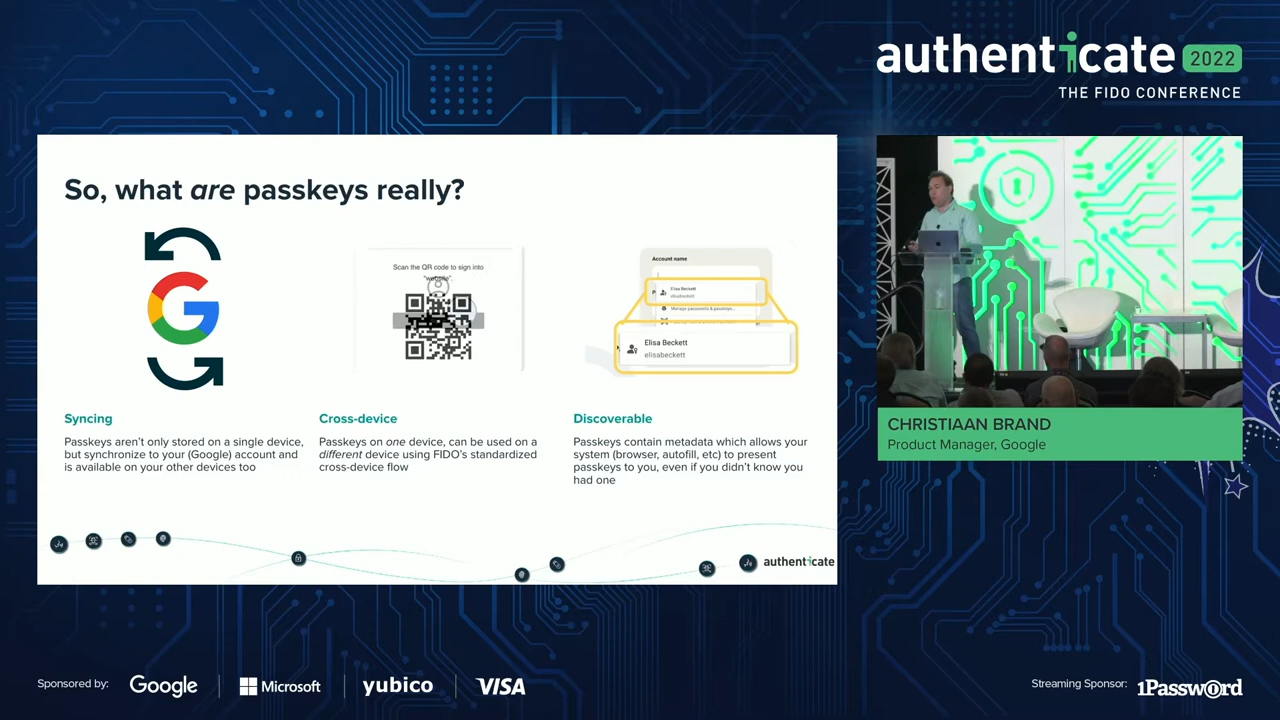 authenticate 2022
THE FIDO CONFERENCE
So, what are passkeys really?
Scan the QR code to sign into
"website".
Account name
Elisa Beckett
elisabeckett
Manage passwords & passkeys...
Elisa Beckett
elisabeckett
Syncing
Passkeys aren't only stored on a single device,
but synchronize to your (Google) account and
is available on your other devices too
Cross-device
Passkeys on one device, can be used on a
different device using FIDO's standardized
cross-device flow
Discoverable
Passkeys contain metadata which allows your
system (browser, autofill, etc) to present
passkeys to you, even if you didn't know you
had one
authenticate
CHRISTIAAN BRAND
Product Manager, Google
Sponsored by: Google Microsoft yubico VISA
Streaming Sponsor: 1Password